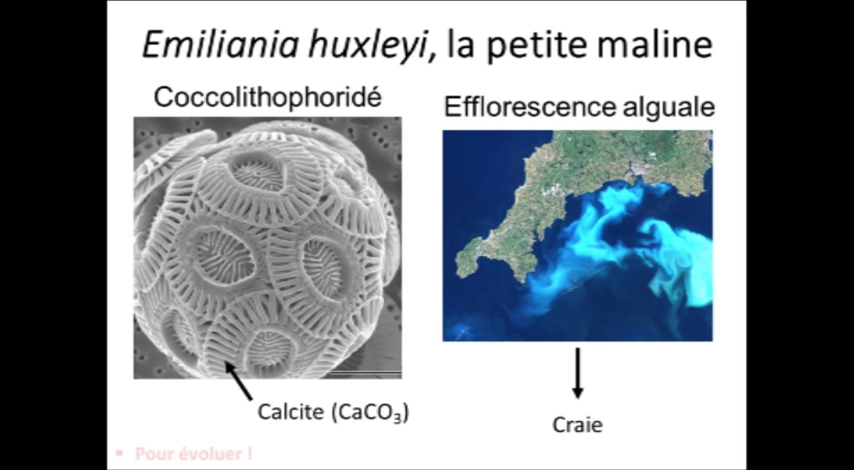 Emiliania huxleyi, la petite maline
Coccolithophoridé
Efflorescence alguale
Calcite (CaCO₃)
Craie
▪ Pour évoluer !